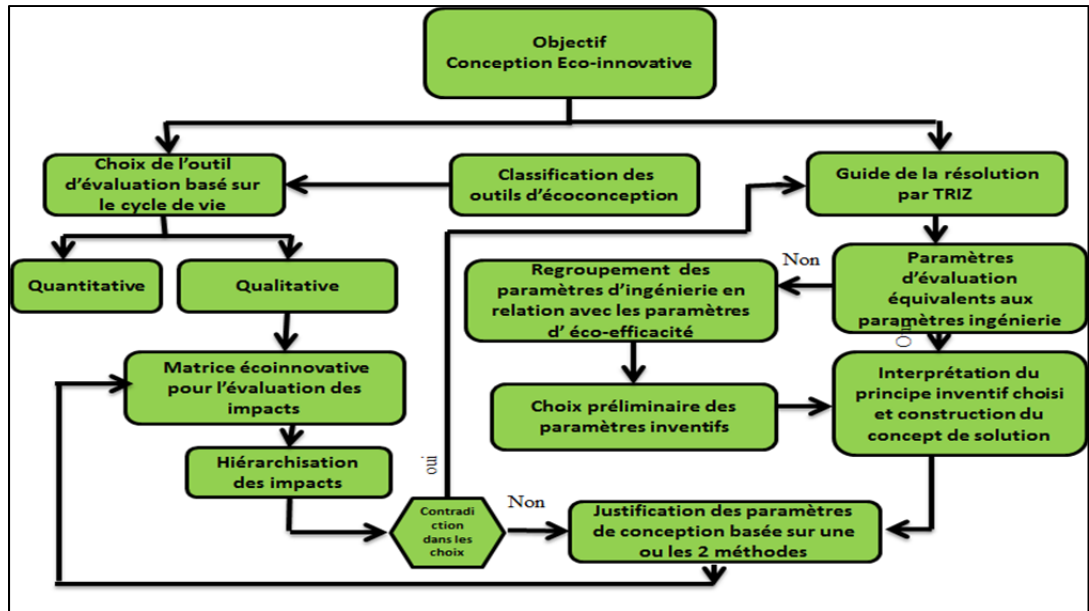 Objectif
Conception Eco-innovative
Choix de l'outil
d'évaluation basé sur
le cycle de vie
Classification des
outils d'écoconception
Guide de la résolution
par TRIZ
Quantitative
Qualitative
Non
Regroupement des
paramètres d'ingénierie en
relation avec les paramètres
d' éco-efficacité
Paramètres
d'évaluation
équivalents aux
paramètres ingénierie
Matrice écoinnovative
pour l'évaluation des
impacts
Choix préliminaire des
paramètres inventifs
Interprétation du
principe inventif choisi
et construction du
concept de solution
Hiérarchisation
des impacts
oui
Contradi
ction
dans les
choix
Non
Justification des paramètres
de conception basée sur une
ou les 2 méthodes